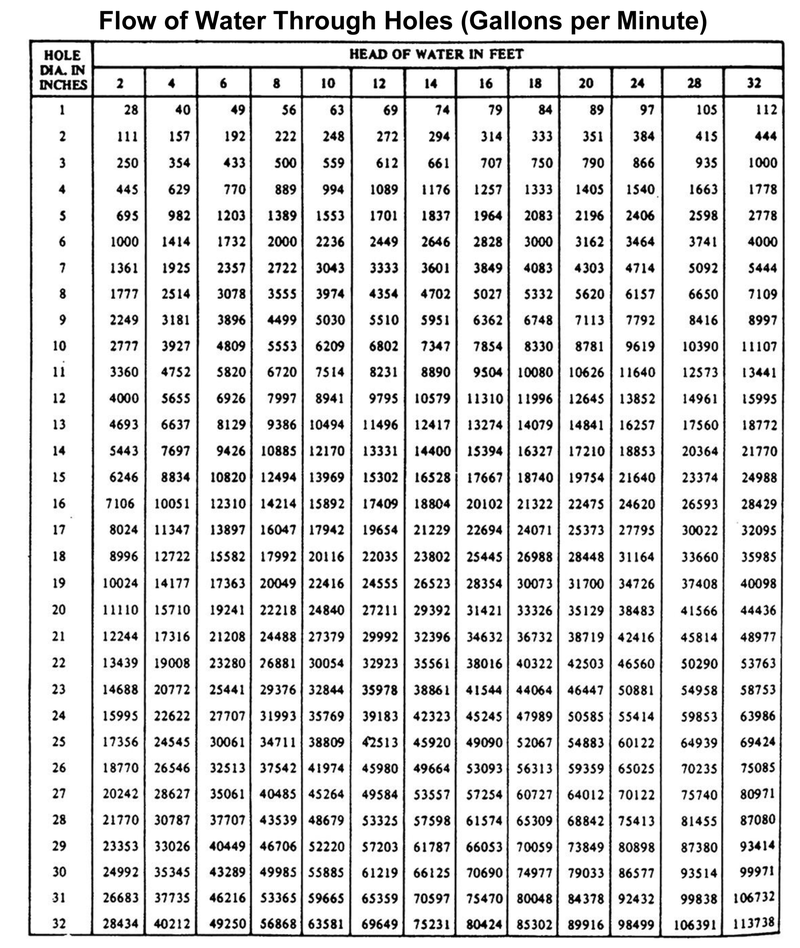 Flow of Water Through Holes (Gallons per Minute)
HOLE DIA. IN INCHES HEAD OF WATER IN FEET
2 4 6 8 10 12 14 16 18 20 24 28 32
1 28 40 49 56 63 69 74 79 84 89 97 105 112
2 111 157 192 222 248 272 294 314 333 351 384 415 444
3 250 354 433 500 559 612 661 707 750 790 866 935 1000
4 445 629 770 889 994 1089 1176 1257 1333 1405 1540 1663 1778
5 695 982 1203 1389 1553 1701 1837 1964 2083 2196 2406 2598 2778
6 1000 1414 1732 2000 2236 2449 2646 2828 3000 3162 3464 3741 4000
7 1361 1925 2357 2722 3043 3333 3601 3849 4083 4303 4714 5092 5444
8 1777 2514 3078 3555 3974 4354 4702 5027 5332 5620 6157 6650 7109
9 2249 3181 3896 4499 5030 5510 5951 6362 6748 7113 7792 8416 8997
10 2777 3927 4809 5553 6209 6802 7347 7854 8330 8781 9619 10390 11107
11 3360 4752 5820 6720 7514 8231 8890 9504 10080 10626 11640 12573 13441
12 4000 5655 6926 7997 8941 9795 10579 11310 11996 12645 13852 14961 15995
13 4693 6637 8129 9386 10494 11496 12417 13274 14079 14841 16257 17560 18772
14 5443 7697 9426 10885 12170 13331 14400 15394 16327 17210 18853 20364 21770
15 6246 8834 10820 12494 13969 15302 16528 17667 18740 19754 21640 23374 24988
16 7106 10051 12310 14214 15892 17409 18804 20102 21322 22475 24620 26593 28429
17 8024 11347 13897 16047 17942 19654 21229 22694 24071 25373 27795 30022 32095
18 8996 12722 15582 17992 20116 22035 23802 25445 26988 28448 31164 33660 35985
19 10024 14177 17363 20049 22416 24555 26523 28354 30073 31700 34726 37408 40098
20 11110 15710 19241 22218 24840 27211 29392 31421 33326 35129 38483 41566 44436
21 12244 17316 21208 24488 27379 29992 32396 34632 36732 38719 42416 45814 48977
22 13439 19008 23280 26881 30054 32923 35561 38016 40322 42503 46560 50290 53763
23 14688 20772 25441 29376 32844 35978 38861 41544 44064 46447 50881 54958 58753
24 15995 22622 27707 31993 35769 39183 42323 45245 47989 50585 55414 59853 63986
25 17356 24545 30061 34711 38809 42513 45920 49090 52067 54883 60122 64939 69424
26 18770 26546 32513 37542 41974 45980 49664 53093 56313 59359 65025 70235 75085
27 20242 28627 35061 40485 45264 49584 53557 57254 60727 64012 70122 75740 80971
28 21770 30787 37707 43539 48679 53325 57598 61574 65309 68842 75413 81455 87080
29 23353 33026 40449 46706 52220 57203 61787 66053 70059 73849 80898 87380 93414
30 24992 35345 43289 49985 55885 61219 66125 70690 74977 79033 86577 93514 99971
31 26683 37735 46216 53365 59665 65359 70597 75470 80048 84378 92432 99838 106732
32 28434 40212 49250 56868 63581 69649 75231 80424 85302 89916 98499 106391 113738